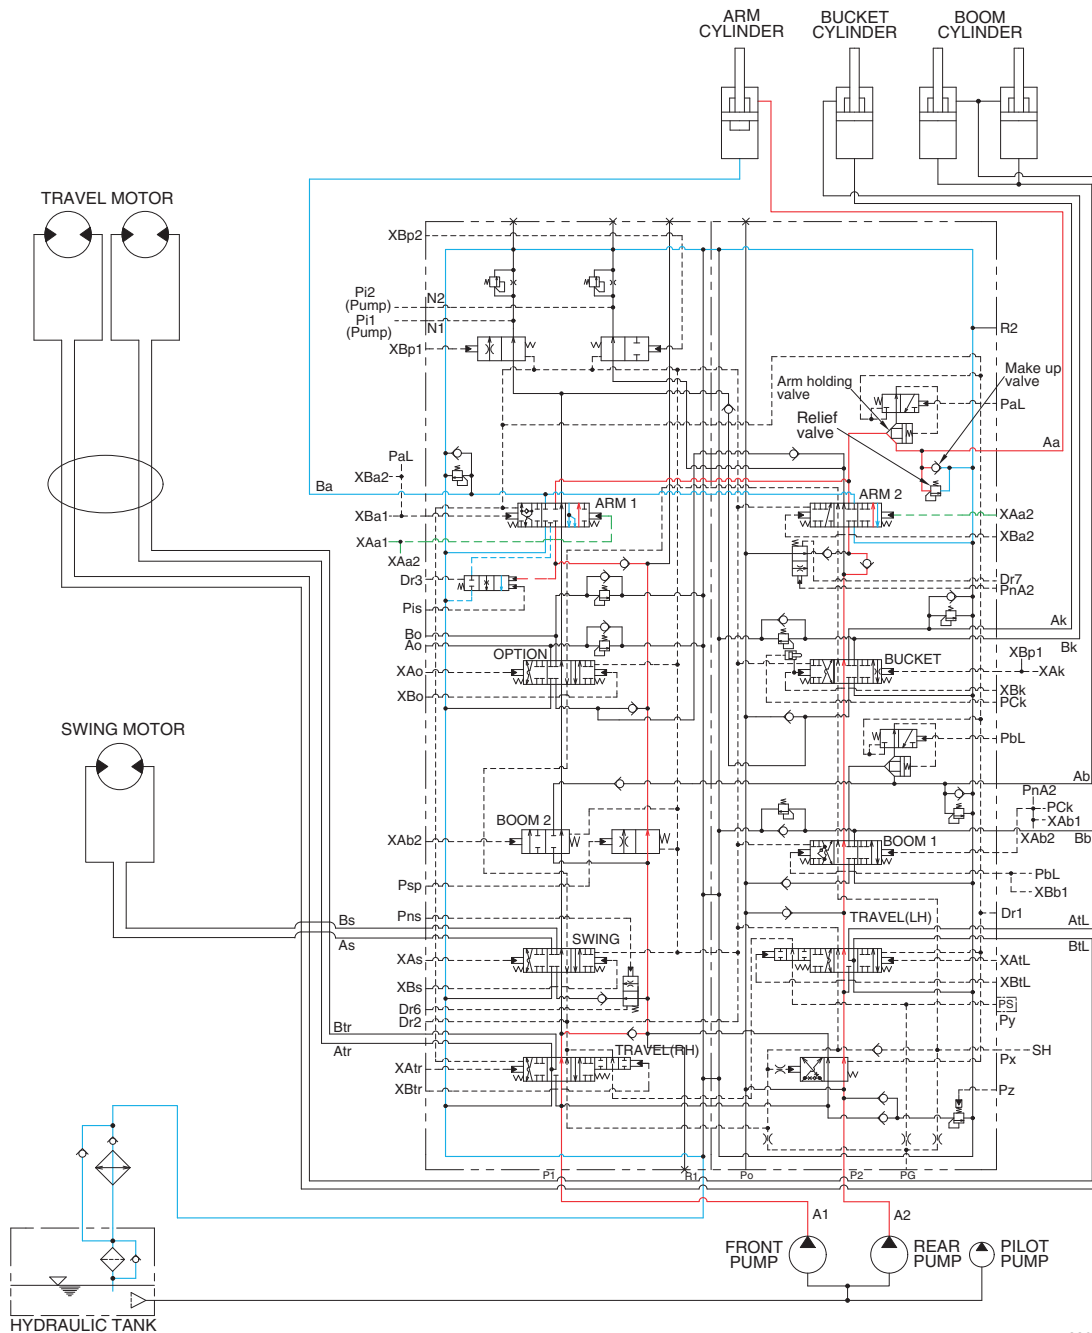 ARM
CYLINDER
BUCKET
CYLINDER
BOOM
CYLINDER
TRAVEL MOTOR
XBp2
Pi2
(Pump)
N2
Pi1
(Pump)
N1
XBp1
R2
Make up
valve
Arm holding
valve
PaL
Relief
valve
Aa
PaL
XBa2
Ba
ARM 1
ARM 2
XBa1
XAa2
XAa1
XBa2
XAa2
Dr3
Dr7
PnA2
Pis
Bo
Ao
Ak
Bk
OPTION
BUCKET
XBp1
XAo
XAk
XBo
XBk
PCk
SWING MOTOR
PbL
Ab
PnA2
PCk
XAb1
BOOM 2
XAb2
XAb2
Bb
BOOM 1
Psp
PbL
XBb1
Pns
Dr1
Bs
TRAVEL(LH)
AtL
As
SWING
BtL
XAs
XAtL
XBs
XBtL
Dr6
PS
Dr2
Py
Btr
Atr
TRAVEL(RH)
SH
Px
XAtr
XBtr
Pz
P1
R1
Po
P2
PG
A1
A2
FRONT
PUMP
REAR
PUMP
PILOT
PUMP
HYDRAULIC TANK